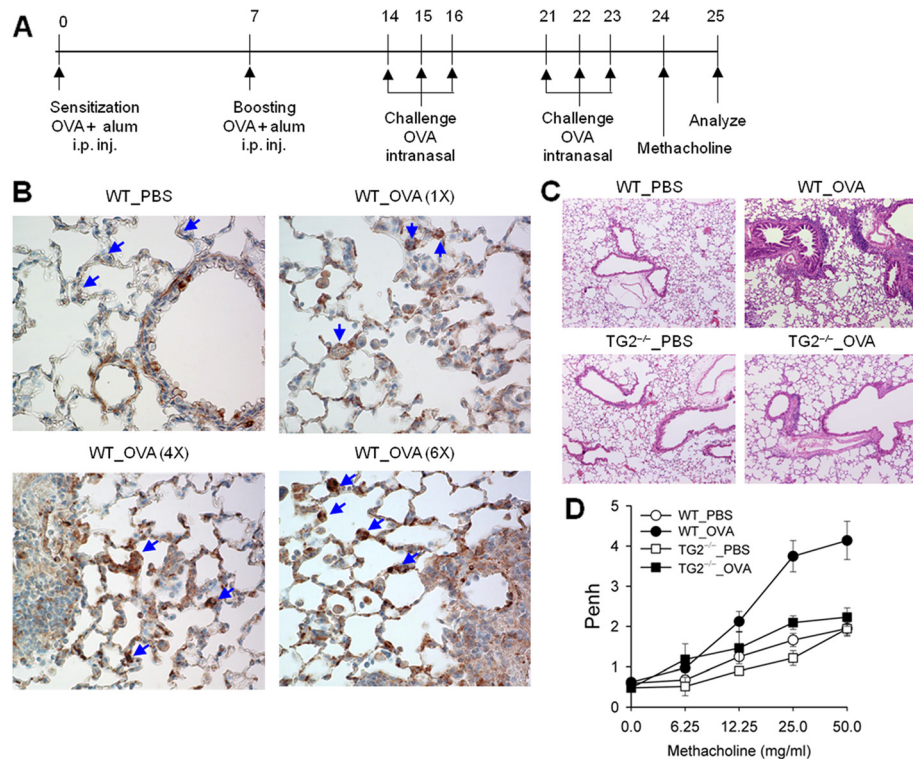 A
0 7 14 15 16 21 22 23 24 25
Sensitization
OVA + alum
i.p. inj.
Boosting
OVA + alum
i.p. inj.
Challenge
OVA
intranasal
Challenge
OVA
intranasal
Methacholine
Analyze
B
WT_PBS
WT_OVA (1X)
WT_OVA (4X)
WT_OVA (6X)
C
WT_PBS
WT_OVA
TG2⁻/⁻_PBS
TG2⁻/⁻_OVA
D
WT_PBS
WT_OVA
TG2⁻/⁻_PBS
TG2⁻/⁻_OVA
Penh
5
4
3
2
1
0
0.0 6.25 12.25 25.0 50.0
Methacholine (mg/ml)